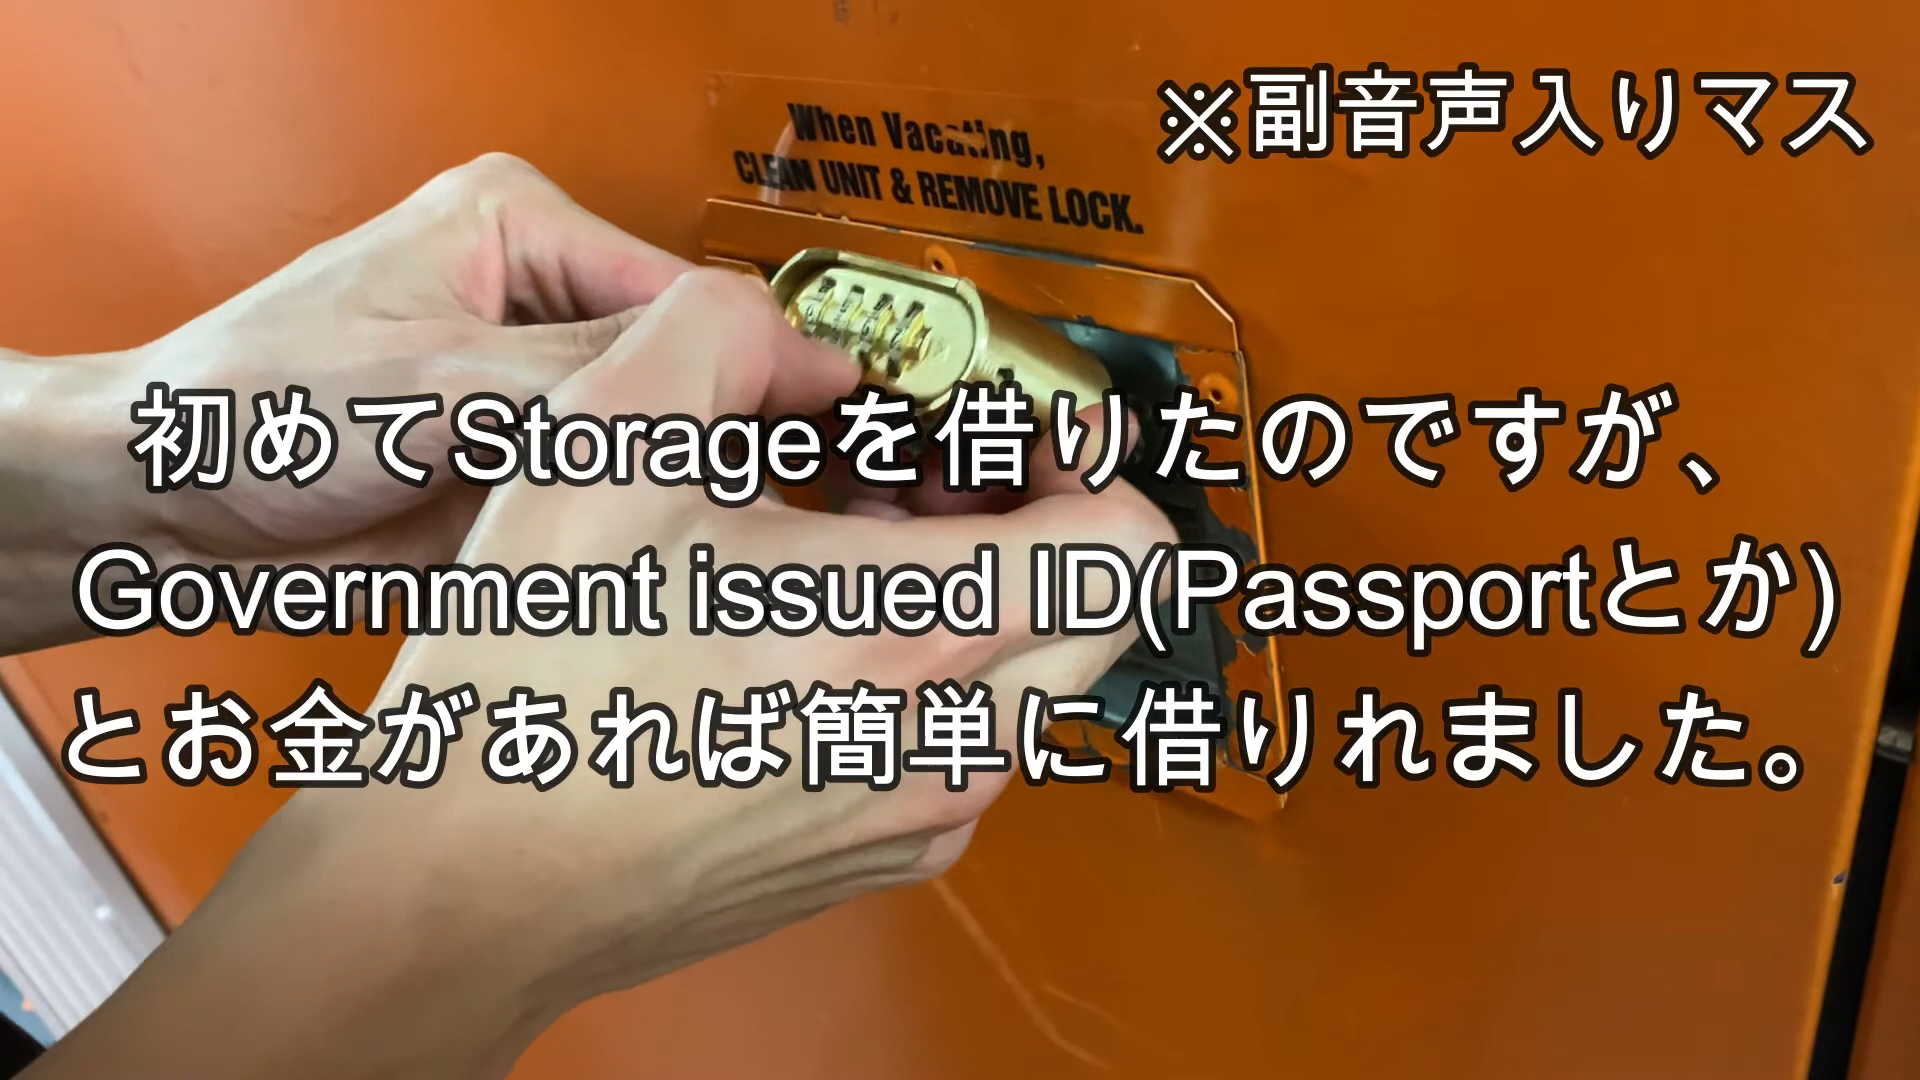 ※副音声入りマス
When Vacating,
CLEAN UNIT & REMOVE LOCK.
初めてStorageを借りたのですが、
Government issued ID(Passportとか)
とお金があれば簡単に借りれました。